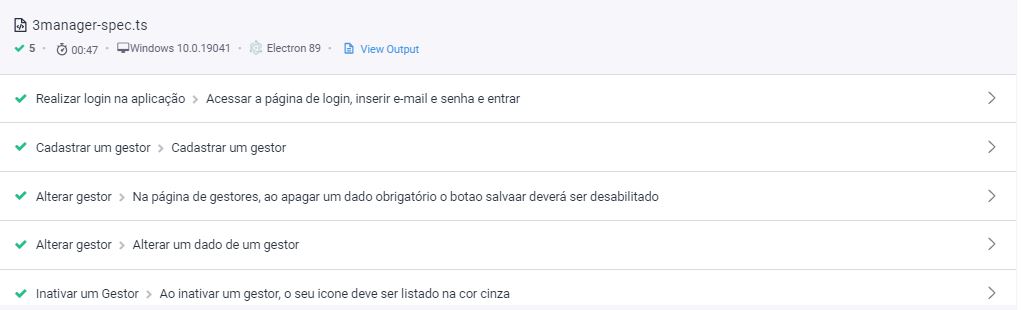 3manager-spec.ts
5 · 00:47 · Windows 10.0.19041 · Electron 89 · View Output
Realizar login na aplicação > Acessar a página de login, inserir e-mail e senha e entrar
Cadastrar um gestor > Cadastrar um gestor
Alterar gestor > Na página de gestores, ao apagar um dado obrigatório o botao salvaar deverá ser desabilitado
Alterar gestor > Alterar um dado de um gestor
Inativar um Gestor > Ao inativar um gestor, o seu icone deve ser listado na cor cinza